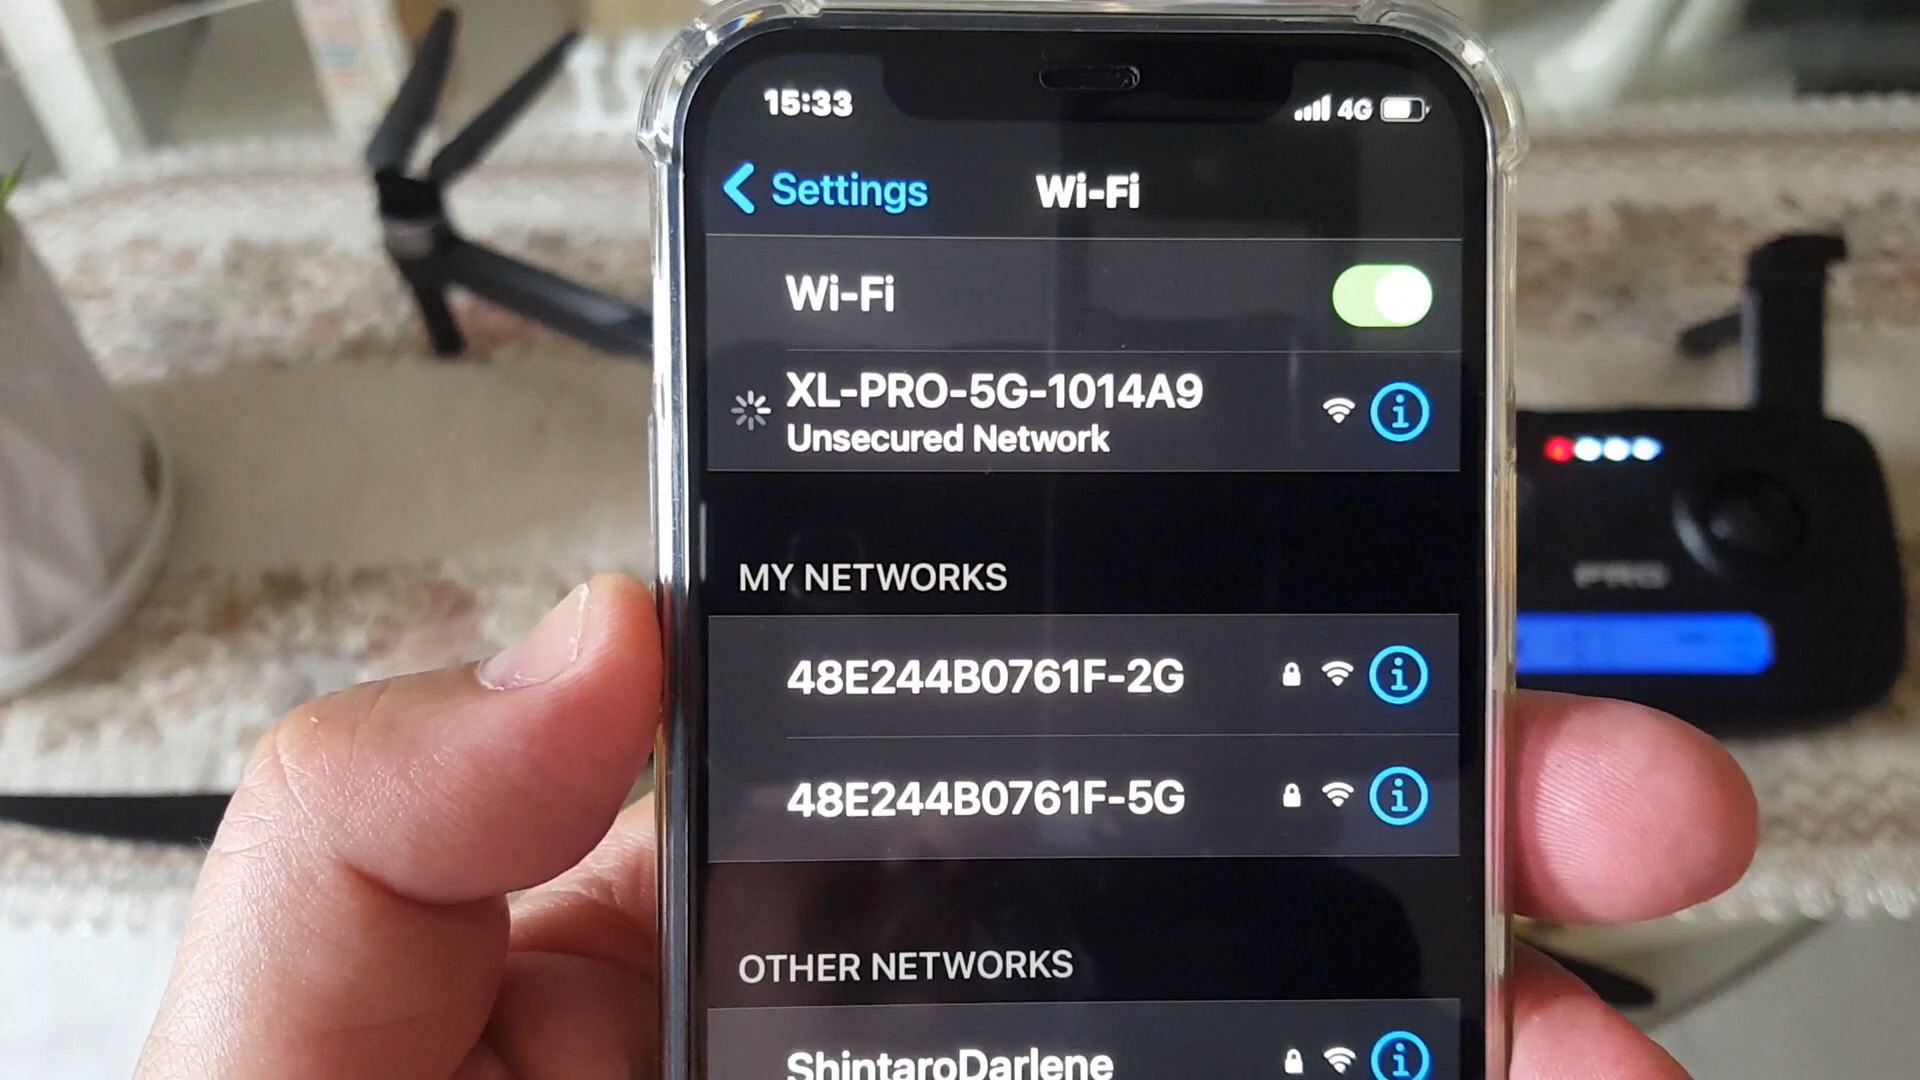 15:33
4G
Settings
Wi-Fi
Wi-Fi
XL-PRO-5G-1014A9
Unsecured Network
MY NETWORKS
48E244B0761F-2G
48E244B0761F-5G
OTHER NETWORKS
ShintaroDarlene
PRO